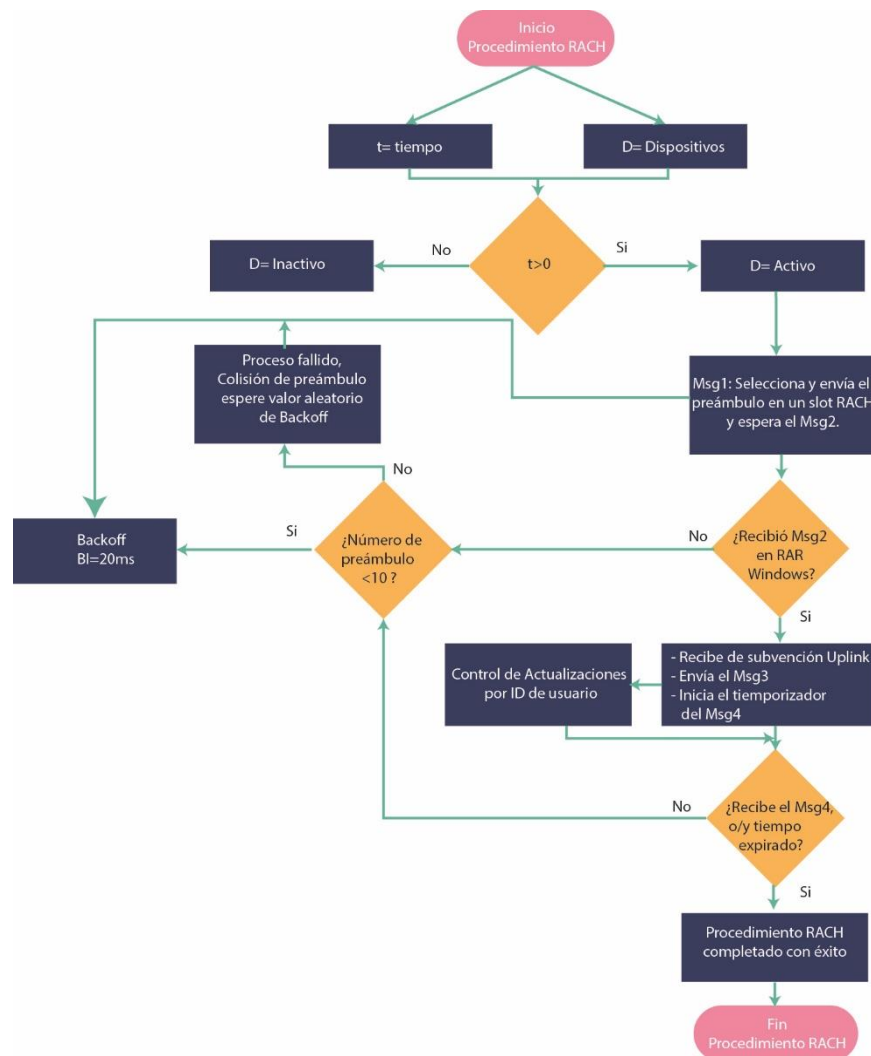 Inicio
Procedimiento RACH
t= tiempo
D= Dispositivos
t>0
No
Si
D= Inactivo
D= Activo
Proceso fallido,
Colisión de preámbulo
espere valor aleatorio
de Backoff
Msg1: Selecciona y envía el
preámbulo en un slot RACH
y espera el Msg2.
No
Backoff
BI=20ms
Si
¿Número de
preámbulo
<10 ?
No
¿Recibió Msg2
en RAR
Windows?
Si
Control de Actualizaciones
por ID de usuario
- Recibe de subvención Uplink
- Envía el Msg3
- Inicia el tiemporizador
del Msg4
No
¿Recibe el Msg4,
o/y tiempo
expirado?
Si
Procedimiento RACH
completado con éxito
Fin
Procedimiento RACH